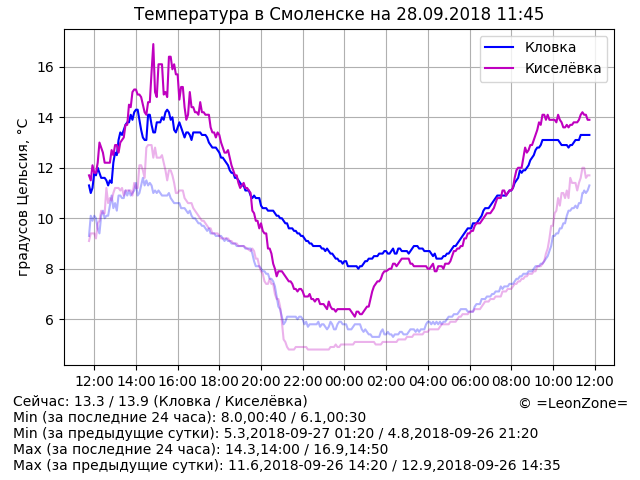 Температура в Смоленске на 28.09.2018 11:45
градусов Цельсия, °C
16
14
12
10
8
6
Кловка
Киселёвка
12:00 14:00 16:00 18:00 20:00 22:00 00:00 02:00 04:00 06:00 08:00 10:00 12:00
Сейчас: 13.3 / 13.9 (Кловка / Киселёвка)
© =LeonZone=
Min (за последние 24 часа): 8.0,00:40 / 6.1,00:30
Min (за предыдущие сутки): 5.3,2018-09-27 01:20 / 4.8,2018-09-26 21:20
Max (за последние 24 часа): 14.3,14:00 / 16.9,14:50
Max (за предыдущие сутки): 11.6,2018-09-26 14:20 / 12.9,2018-09-26 14:35